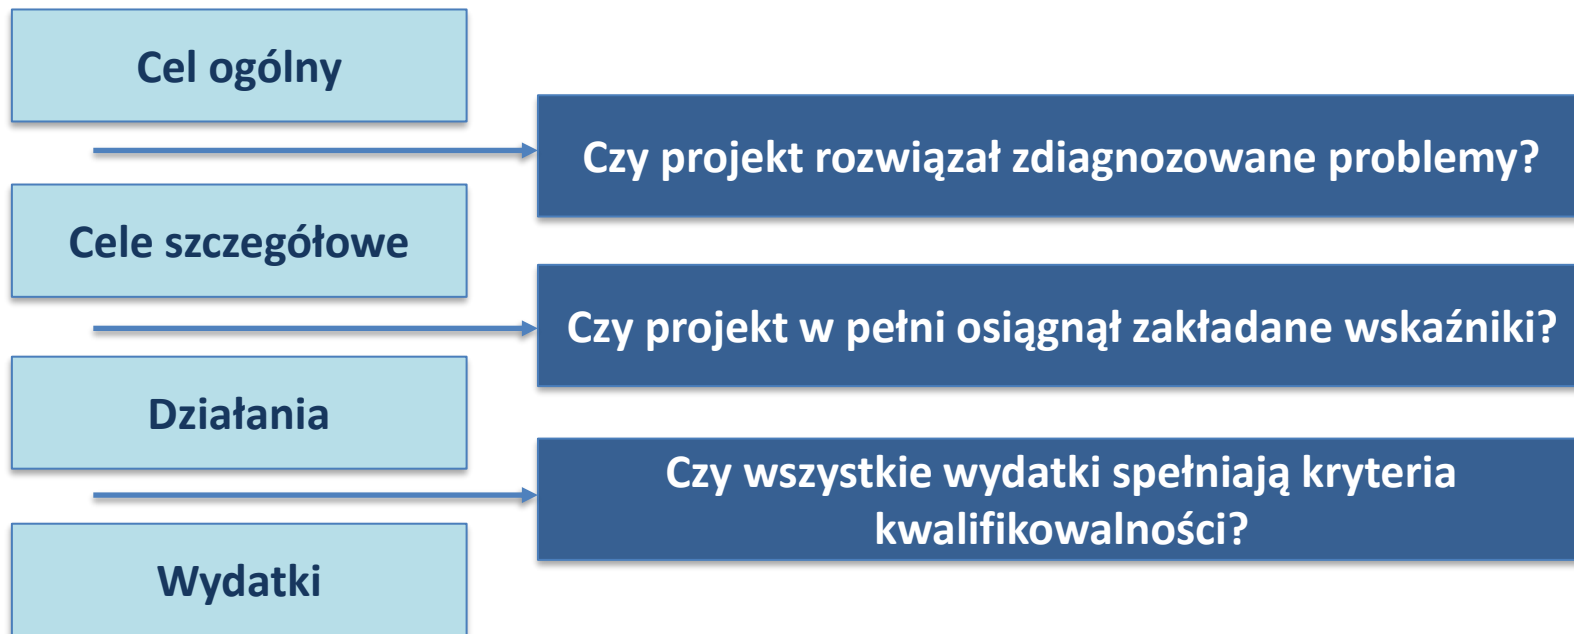 Cel ogólny
Czy projekt rozwiązał zdiagnozowane problemy?
Cele szczegółowe
Czy projekt w pełni osiągnął zakładane wskaźniki?
Działania
Czy wszystkie wydatki spełniają kryteria
kwalifikowalności?
Wydatki